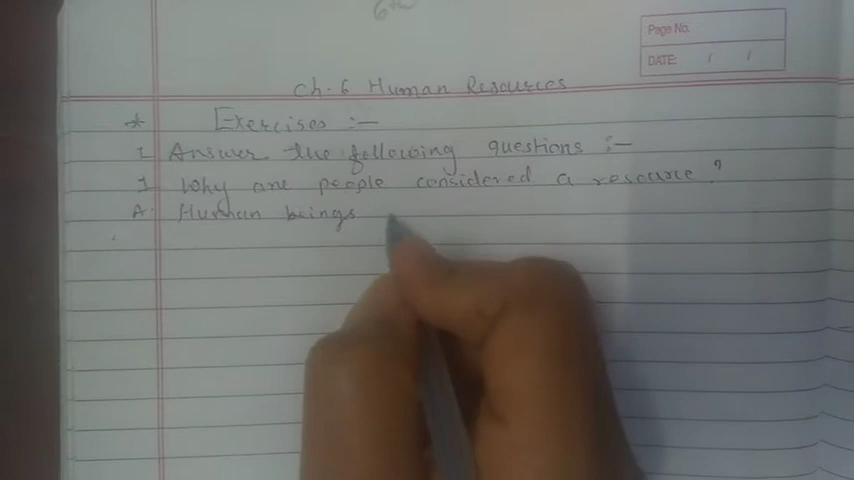 6th
Page No.
DATE: / /
Ch. 6 Human Resources
* Exercises :-
I Answer the following questions :-
1 Why are people considered a resource?
A. Human beings